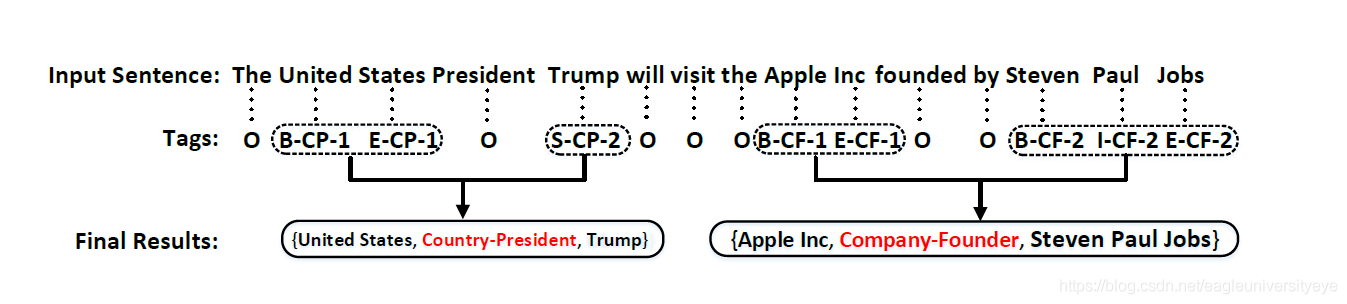 Input Sentence: The United States President Trump will visit the Apple Inc founded by Steven Paul Jobs
Tags: O B-CP-1 E-CP-1 O S-CP-2 O O O B-CF-1 E-CF-1 O O B-CF-2 I-CF-2 E-CF-2
Final Results: {United States, Country-President, Trump} {Apple Inc, Company-Founder, Steven Paul Jobs}
https://blog.csdn.net/eagleuniversityeye